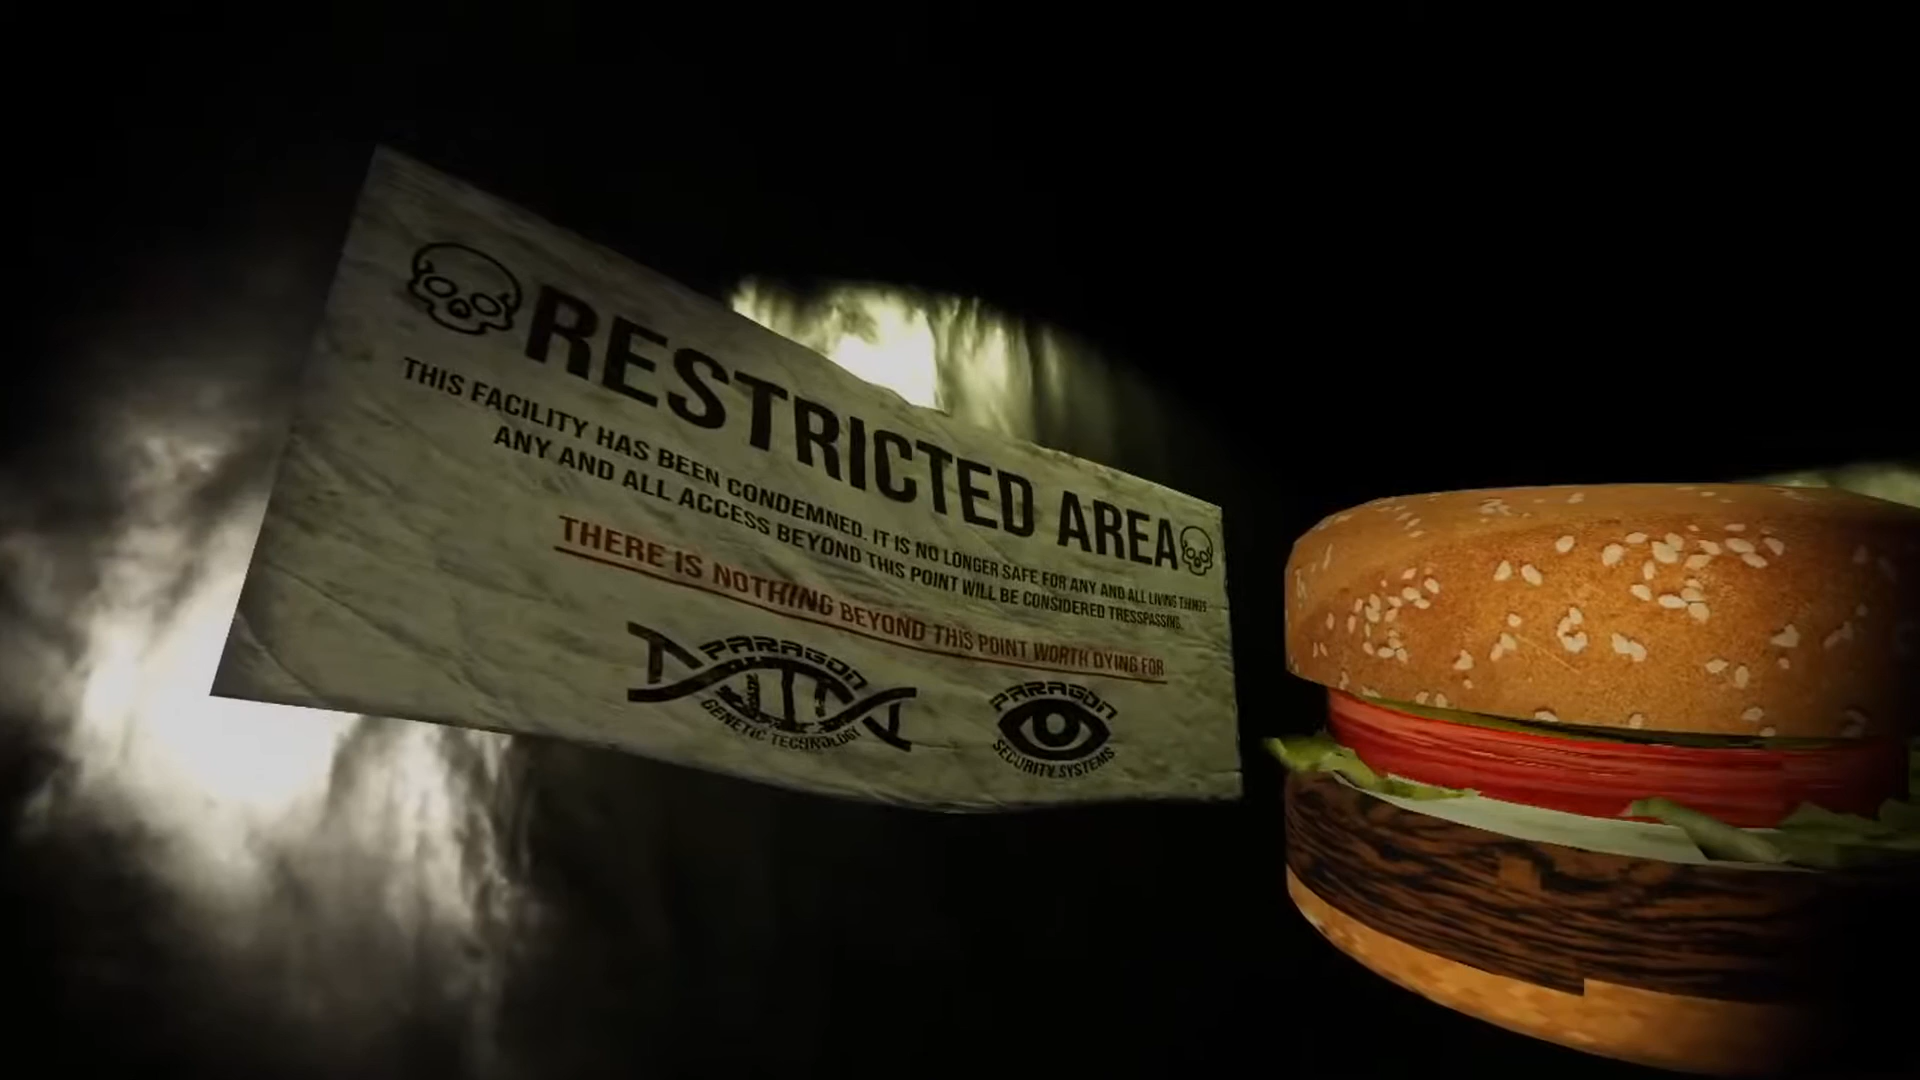 RESTRICTED AREA
THIS FACILITY HAS BEEN CONDEMNED. IT IS NO LONGER SAFE FOR ANY AND ALL LIVING THINGS
ANY AND ALL ACCESS BEYOND THIS POINT WILL BE CONSIDERED TRESSPASSING.
THERE IS NOTHING BEYOND THIS POINT WORTH DYING FOR
PARAGON
GENETIC TECHNOLOGY
PARAGON
SECURITY SYSTEMS